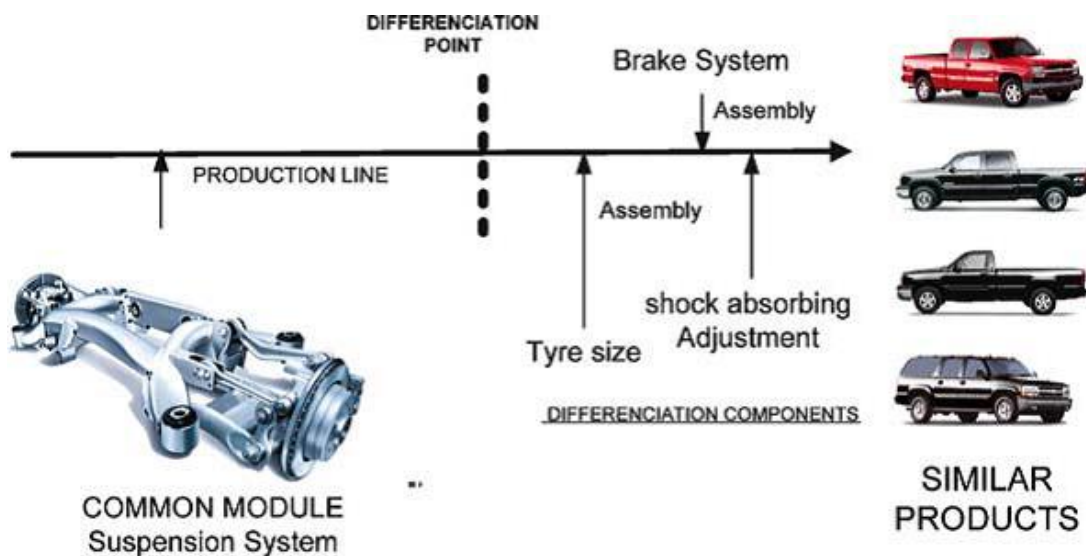 DIFFERENCIATION
POINT
Brake System
Assembly
PRODUCTION LINE
Assembly
shock absorbing
Adjustment
Tyre size
DIFFERENCIATION COMPONENTS
COMMON MODULE
Suspension System
SIMILAR
PRODUCTS